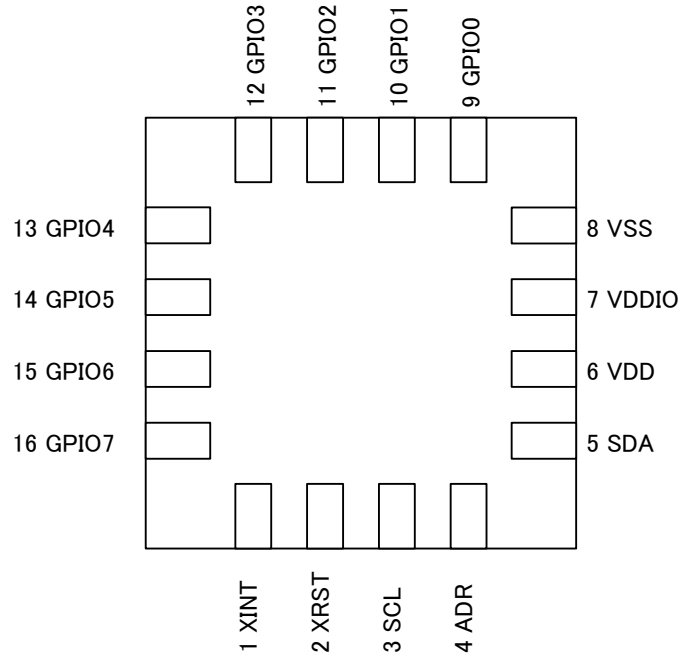 12 GPIO3
11 GPIO2
10 GPIO1
9 GPIO0
13 GPIO4
14 GPIO5
15 GPIO6
16 GPIO7
8 VSS
7 VDDIO
6 VDD
5 SDA
1 XINT
2 XRST
3 SCL
4 ADR